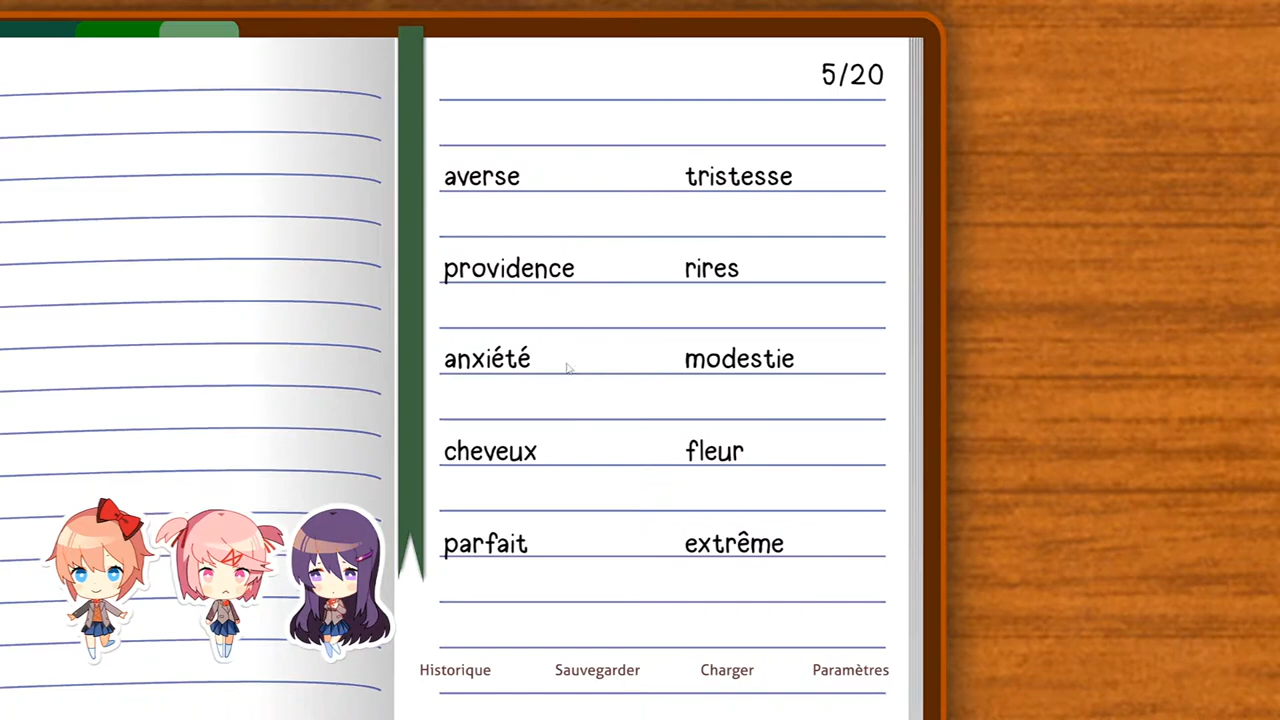 5/20
averse tristesse
providence rires
anxiété modestie
cheveux fleur
parfait extrême
Historique Sauvegarder Charger Paramètres